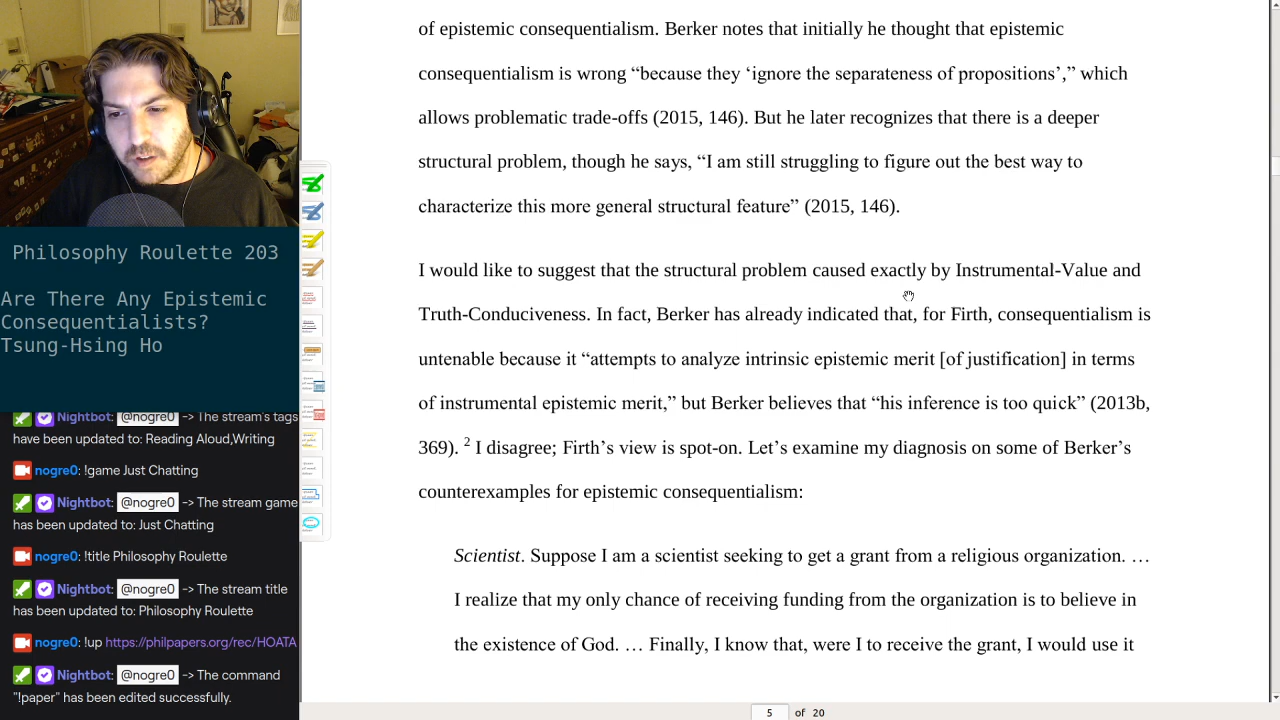 of epistemic consequentialism. Berker notes that initially he thought that epistemic
consequentialism is wrong “because they ‘ignore the separateness of propositions’,” which
allows problematic trade-offs (2015, 146). But he later recognizes that there is a deeper
structural problem, though he says, “I am still struggling to figure out the best way to
characterize this more general structural feature” (2015, 146).
I would like to suggest that the structural problem caused exactly by Instrumental-Value and
Truth-Conduciveness. In fact, Berker has already indicated that, for Firth, consequentialism is
untenable because it “attempts to analyze intrinsic epistemic merit [of justification] in terms
of instrumental epistemic merit,” but Berker believes that “his inference is too quick” (2013b,
369). 2 I disagree; Firth’s view is spot-on. Let’s examine my diagnosis on some of Berker’s
counterexamples for epistemic consequentialism:
Scientist. Suppose I am a scientist seeking to get a grant from a religious organization. …
I realize that my only chance of receiving funding from the organization is to believe in
the existence of God. … Finally, I know that, were I to receive the grant, I would use it
5 of 20
Philosophy Roulette 203
Are There Any Epistemic
Consequentialists?
Tsung-Hsing Ho
Nightbot: @nogre0 -> The stream's tags
have been updated to: Reading Aloud,Writing
nogre0: !game Just Chatting
Nightbot: @nogre0 -> The stream game
has been updated to: Just Chatting
nogre0: !title Philosophy Roulette
Nightbot: @nogre0 -> The stream title
has been updated to: Philosophy Roulette
nogre0: !up https://philpapers.org/rec/HOATA
Nightbot: @nogre0 -> The command
"!paper" has been edited successfully.